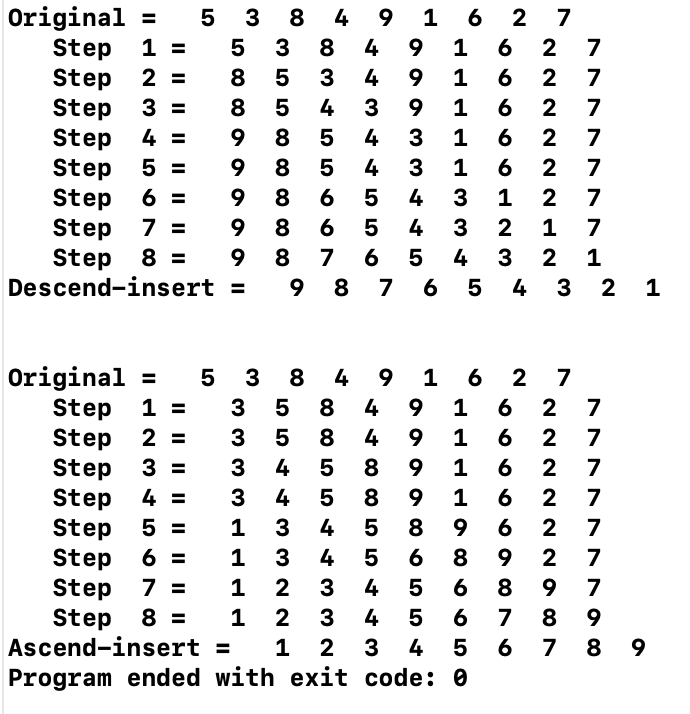 Original =   5  3  8  4  9  1  6  2  7
   Step  1 =   5  3  8  4  9  1  6  2  7
   Step  2 =   8  5  3  4  9  1  6  2  7
   Step  3 =   8  5  4  3  9  1  6  2  7
   Step  4 =   9  8  5  4  3  1  6  2  7
   Step  5 =   9  8  5  4  3  1  6  2  7
   Step  6 =   9  8  6  5  4  3  1  2  7
   Step  7 =   9  8  6  5  4  3  2  1  7
   Step  8 =   9  8  7  6  5  4  3  2  1
Descend-insert =   9  8  7  6  5  4  3  2  1
Original =   5  3  8  4  9  1  6  2  7
   Step  1 =   3  5  8  4  9  1  6  2  7
   Step  2 =   3  5  8  4  9  1  6  2  7
   Step  3 =   3  4  5  8  9  1  6  2  7
   Step  4 =   3  4  5  8  9  1  6  2  7
   Step  5 =   1  3  4  5  8  9  6  2  7
   Step  6 =   1  3  4  5  6  8  9  2  7
   Step  7 =   1  2  3  4  5  6  8  9  7
   Step  8 =   1  2  3  4  5  6  7  8  9
Ascend-insert =   1  2  3  4  5  6  7  8  9
Program ended with exit code: 0